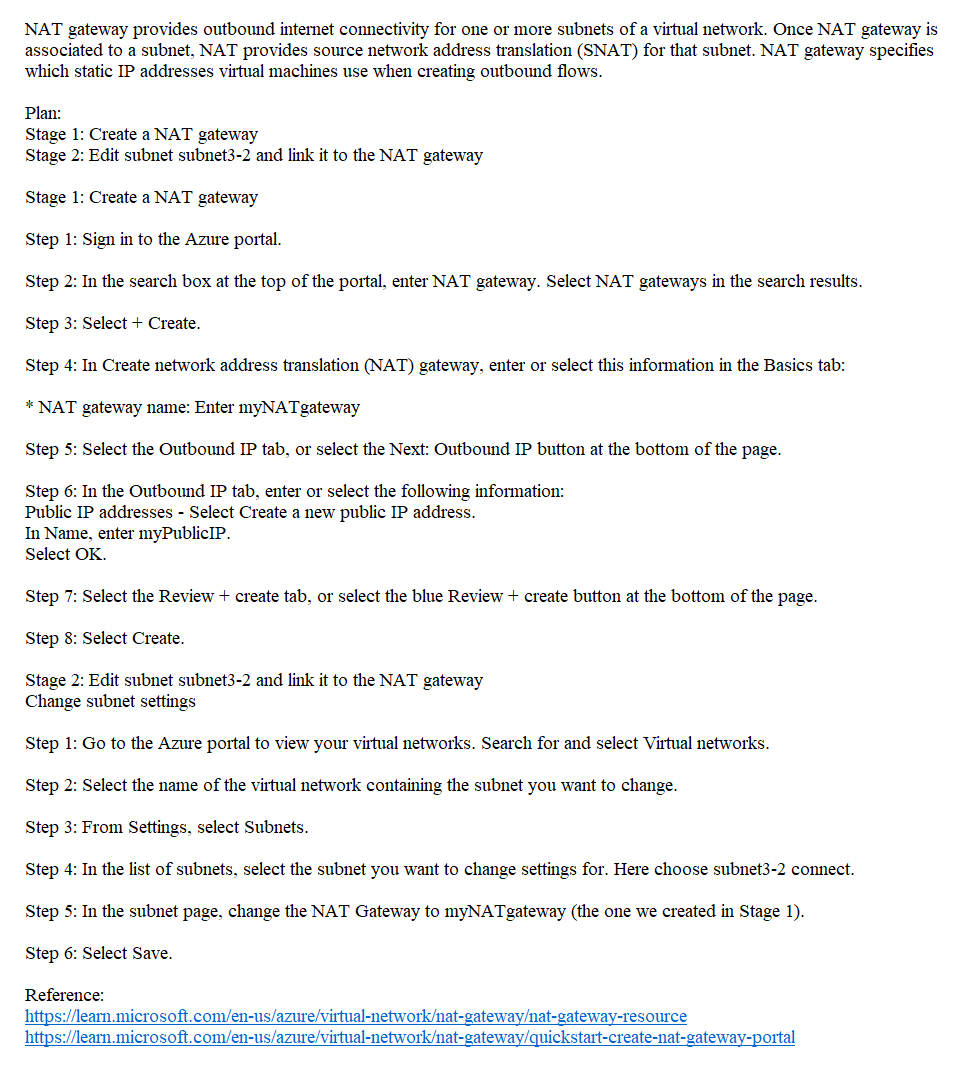 NAT gateway provides outbound internet connectivity for one or more subnets of a virtual network. Once NAT gateway is
associated to a subnet, NAT provides source network address translation (SNAT) for that subnet. NAT gateway specifies
which static IP addresses virtual machines use when creating outbound flows.
Plan:
Stage 1: Create a NAT gateway
Stage 2: Edit subnet subnet3-2 and link it to the NAT gateway
Stage 1: Create a NAT gateway
Step 1: Sign in to the Azure portal.
Step 2: In the search box at the top of the portal, enter NAT gateway. Select NAT gateways in the search results.
Step 3: Select + Create.
Step 4: In Create network address translation (NAT) gateway, enter or select this information in the Basics tab:
* NAT gateway name: Enter myNATgateway
Step 5: Select the Outbound IP tab, or select the Next: Outbound IP button at the bottom of the page.
Step 6: In the Outbound IP tab, enter or select the following information:
Public IP addresses - Select Create a new public IP address.
In Name, enter myPublicIP.
Select OK.
Step 7: Select the Review + create tab, or select the blue Review + create button at the bottom of the page.
Step 8: Select Create.
Stage 2: Edit subnet subnet3-2 and link it to the NAT gateway
Change subnet settings
Step 1: Go to the Azure portal to view your virtual networks. Search for and select Virtual networks.
Step 2: Select the name of the virtual network containing the subnet you want to change.
Step 3: From Settings, select Subnets.
Step 4: In the list of subnets, select the subnet you want to change settings for. Here choose subnet3-2 connect.
Step 5: In the subnet page, change the NAT Gateway to myNATgateway (the one we created in Stage 1).
Step 6: Select Save.
Reference:
https://learn.microsoft.com/en-us/azure/virtual-network/nat-gateway/nat-gateway-resource
https://learn.microsoft.com/en-us/azure/virtual-network/nat-gateway/quickstart-create-nat-gateway-portal